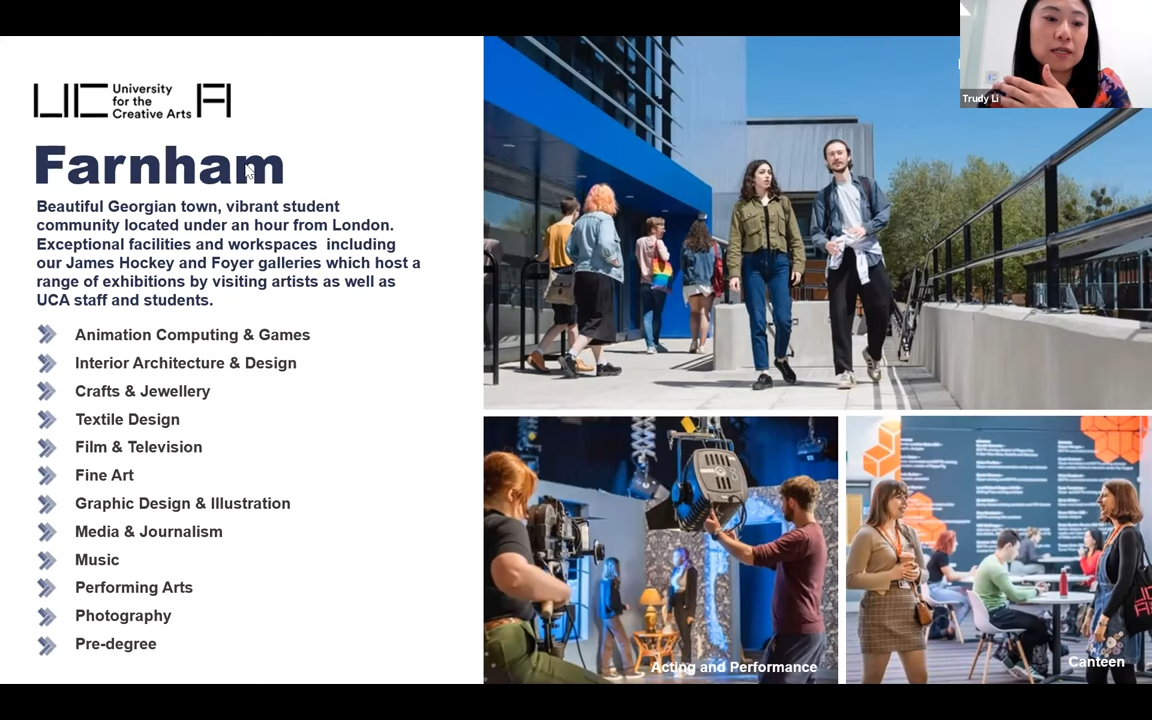 University
for the
Creative Arts
Farnham
Beautiful Georgian town, vibrant student
community located under an hour from London.
Exceptional facilities and workspaces  including
our James Hockey and Foyer galleries which host a
range of exhibitions by visiting artists as well as
UCA staff and students.
Animation Computing & Games
Interior Architecture & Design
Crafts & Jewellery
Textile Design
Film & Television
Fine Art
Graphic Design & Illustration
Media & Journalism
Music
Performing Arts
Photography
Pre-degree
Trudy Li
Acting and Performance
Canteen